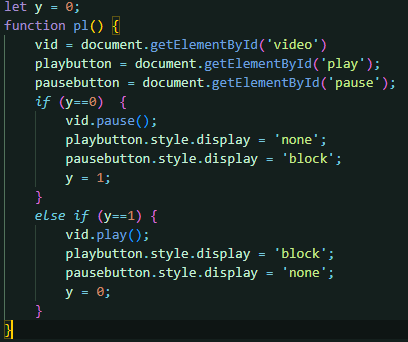 let y = 0;
function pl() {
    vid = document.getElementById('video')
    playbutton = document.getElementById('play');
    pausebutton = document.getElementById('pause');
    if (y==0)  {
        vid.pause();
        playbutton.style.display = 'none';
        pausebutton.style.display = 'block';
        y = 1;
    }
    else if (y==1) {
        vid.play();
        playbutton.style.display = 'block';
        pausebutton.style.display = 'none';
        y = 0;
    }
}